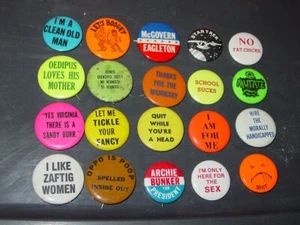 I'M A
CLEAN OLD
MAN
LET'S BOOGEY
McGOVERN
EAGLETON
STAR TREK
NO
FAT CHICKS
OEDIPUS
LOVES HIS
MOTHER
THANKS
FOR THE
MAMMARY
SCHOOL
SUCKS
"YES VIRGINIA
THERE IS A
SANDY BURR
LET ME
TICKLE
YOUR
FANCY
QUIT
WHILE
YOU'RE
A HEAD
I AM
FOR ME
HIRE
THE
MORALLY
HANDICAPPED
I LIKE
ZAFTIG
WOMEN
OPPO IS POOP
SPELLED
INSIDE OUT
ARCHIE
BUNKER
FOR
PRESIDENT
I'M ONLY
HERE FOR THE
SEX